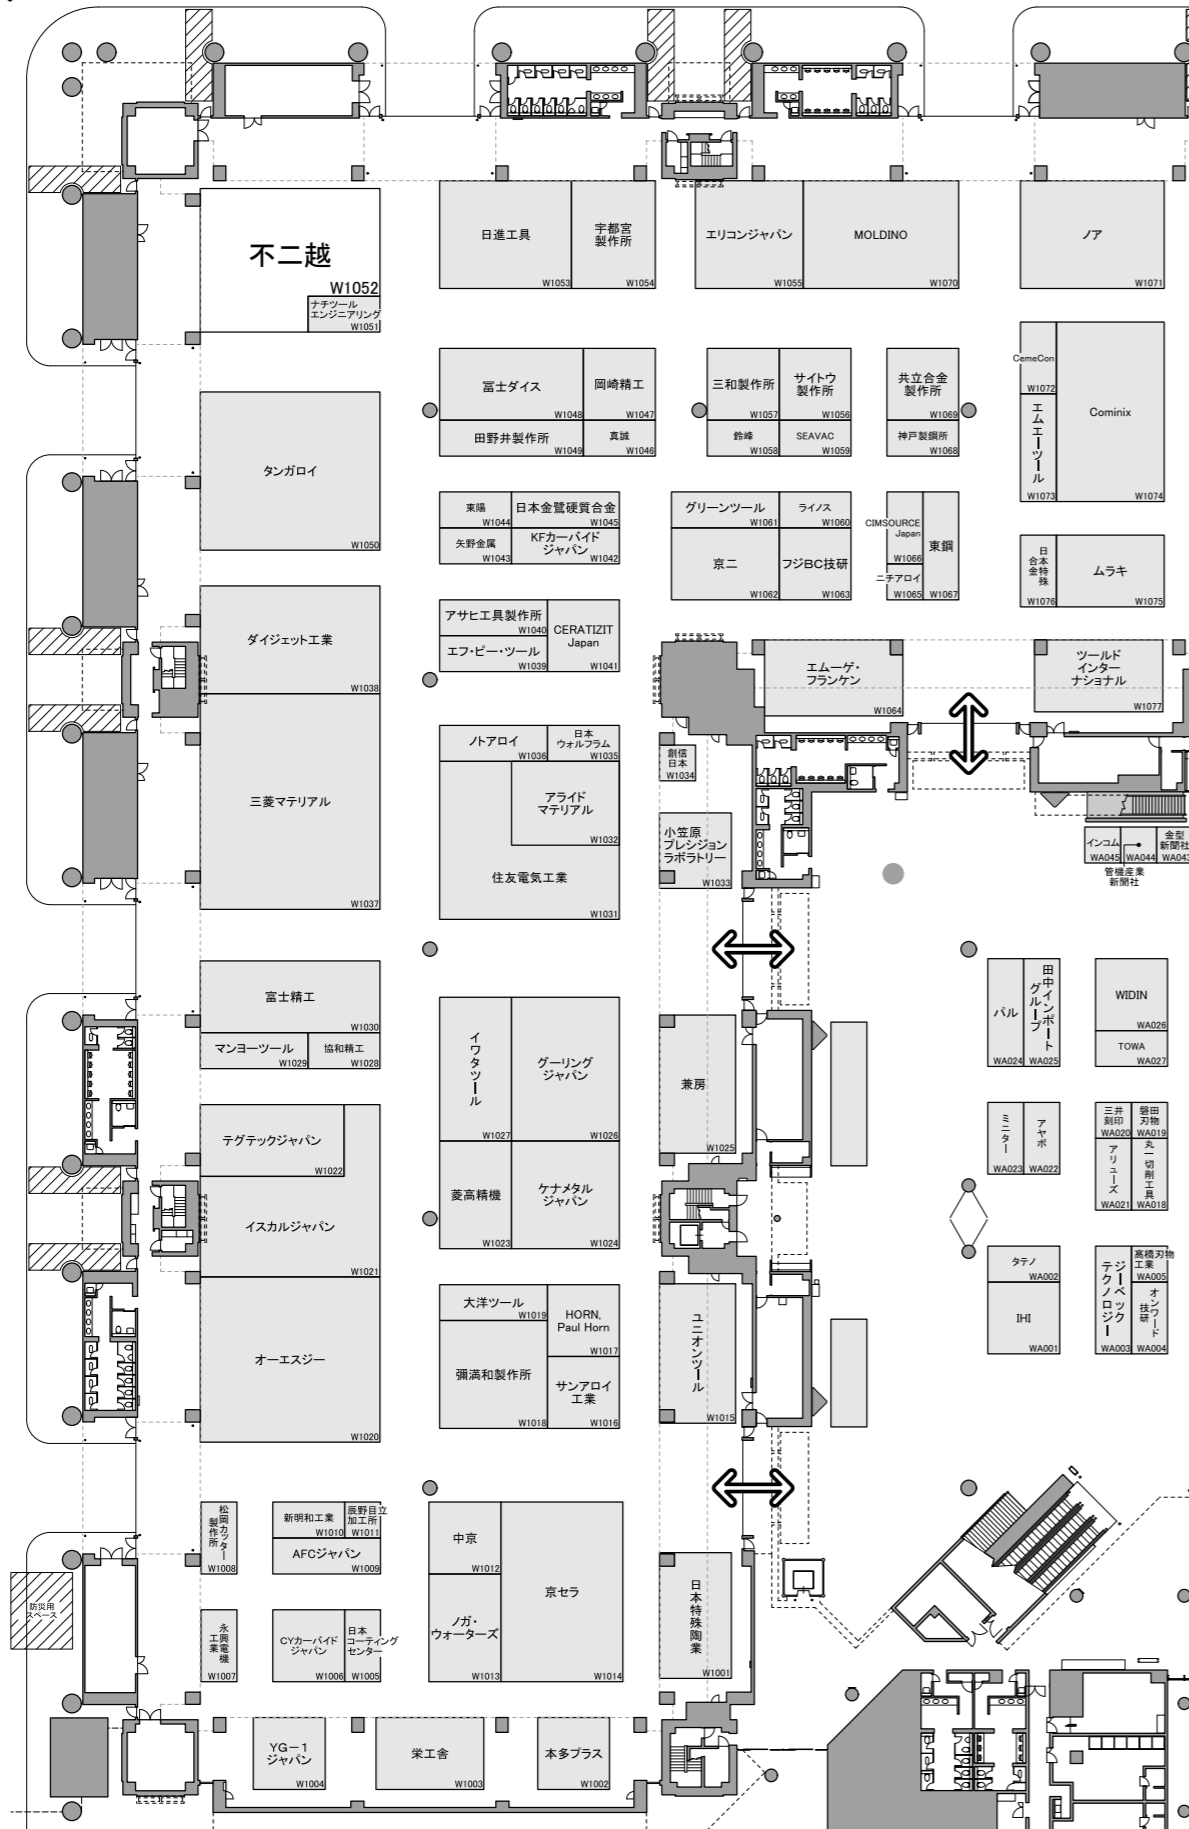 日進工具
W1053
宇都宮
製作所
W1054
エリコンジャパン
W1055
MOLDINO
W1070
ノア
W1071
不二越
W1052
ナチツール
エンジニアリング
W1051
冨士ダイス
W1048
岡崎精工
W1047
田野井製作所
W1049
真誠
W1046
三和製作所
W1057
サイトウ
製作所
W1056
鈴峰
W1058
SEAVAC
W1059
共立合金
製作所
W1069
神戸製鋼所
W1068
CemeCon
W1072
エムエーツール
W1073
Cominix
W1074
タンガロイ
W1050
東陽
W1044
日本金鷺硬質合金
W1045
矢野金属
W1043
KFカーバイド
ジャパン
W1042
グリーンツール
W1061
ライノス
W1060
京二
W1062
フジBC技研
W1063
CIMSOURCE
Japan
W1066
ニチアロイ
W1065
東鋼
W1067
日本特殊
合金
W1076
ムラキ
W1075
ダイジェット工業
W1038
アサヒ工具製作所
W1040
エフ・ピー・ツール
W1039
CERATIZIT
Japan
W1041
エムーゲ・
フランケン
W1064
ツールド
インター
ナショナル
W1077
三菱マテリアル
W1037
ノトアロイ
W1036
日本
ウォルフラム
W1035
アライド
マテリアル
W1032
住友電気工業
W1031
創信
日本
W1034
小笠原
プレシジョン
ラボラトリー
W1033
インコム
WA045
WA044
管機産業
新聞社
金型
新聞社
WA043
富士精工
W1030
マンヨーツール
W1029
協和精工
W1028
イワタツール
W1027
グーリング
ジャパン
W1026
兼房
W1025
パル
WA024
田中インポート
グループ
WA025
WIDIN
WA026
TOWA
WA027
テグテックジャパン
W1022
イスカルジャパン
W1021
菱高精機
W1023
ケナメタル
ジャパン
W1024
ミニター
WA023
アヤボ
WA022
三井
刻印
WA020
磐田
刃物
WA019
アリューズ
WA021
丸一切削工具
WA018
オーエスジー
W1020
大洋ツール
W1019
HORN,
Paul Horn
W1017
彌満和製作所
W1018
サンアロイ
工業
W1016
ユニオンツール
W1015
タテノ
WA002
IHI
WA001
ジーベック
テクノロジー
WA003
高橋刃物
工業
WA005
オンワード
技研
WA004
松岡カッター
製作所
W1008
新明和工業
W1010
辰野目立
加工所
W1011
AFCジャパン
W1009
中京
W1012
ノガ・
ウォーターズ
W1013
京セラ
W1014
日本特殊陶業
W1001
防災用
スペース
永興電機
工業
W1007
CYカーバイド
ジャパン
W1006
日本
コーティング
センター
W1005
YG－1
ジャパン
W1004
栄工舎
W1003
本多プラス
W1002